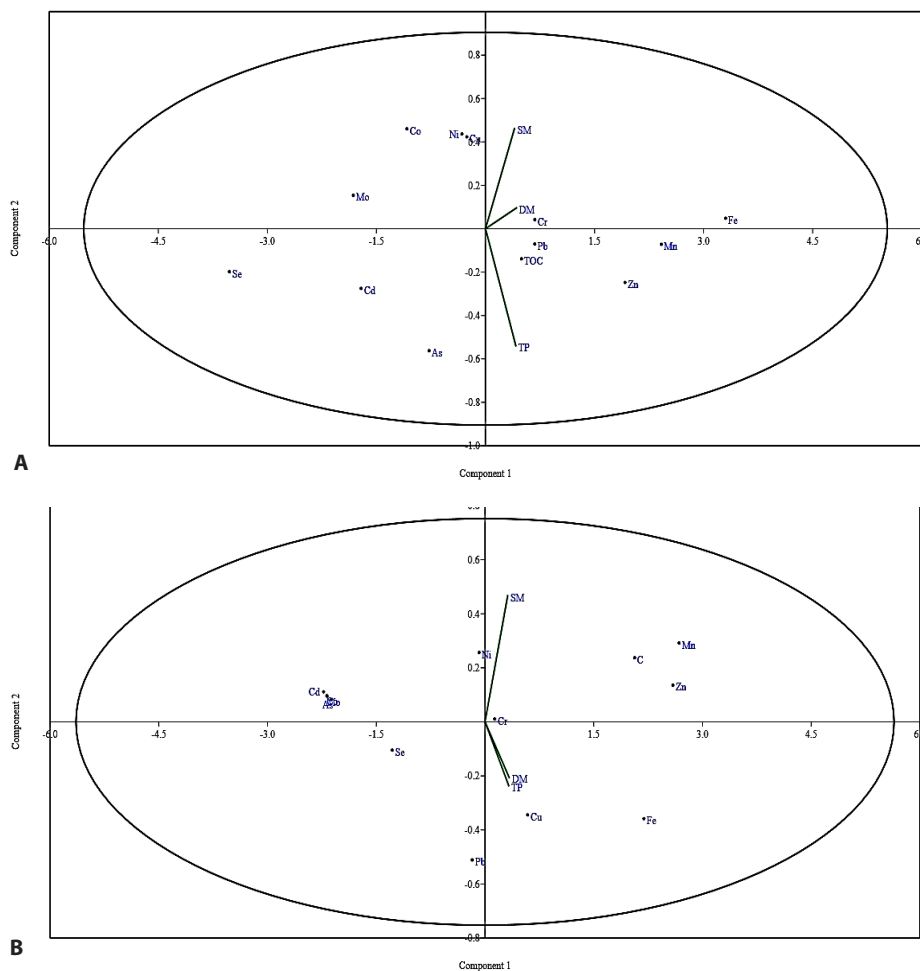 0.8
0.6
Co Ni SM
0.4
Mo 0.2
DM
Cr Fe
Component 2
-6.0 -4.5 -3.0 -1.5 1.5 3.0 4.5
Pb Mn
TOC
-0.2
Se
Zn
Cd
-0.4
TP
As
-0.6
-0.8
-1.0
A
Component 1
0.6
SM
0.4
Mn
Ni C
0.2
Zn
Cd
As
Cr
Component 2
-6.0 -4.5 -3.0 -1.5 1.5 3.0 4.5
Se
-0.2 DM
TP
Cu Fe
-0.4
Pb
-0.6
-0.8
B
Component 1